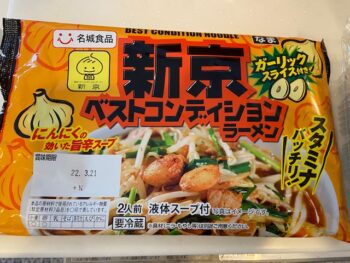 BEST CONDITION NOODLE
名城食品
なま
新京
新京
ガーリック
スライス付き
ベストコンディション
ラーメン
にんにくの
効いた旨辛スープ
スタミナ
バッチリ!
賞味期限
22. 3.21
+N
2人前 液体スープ付
要冷蔵